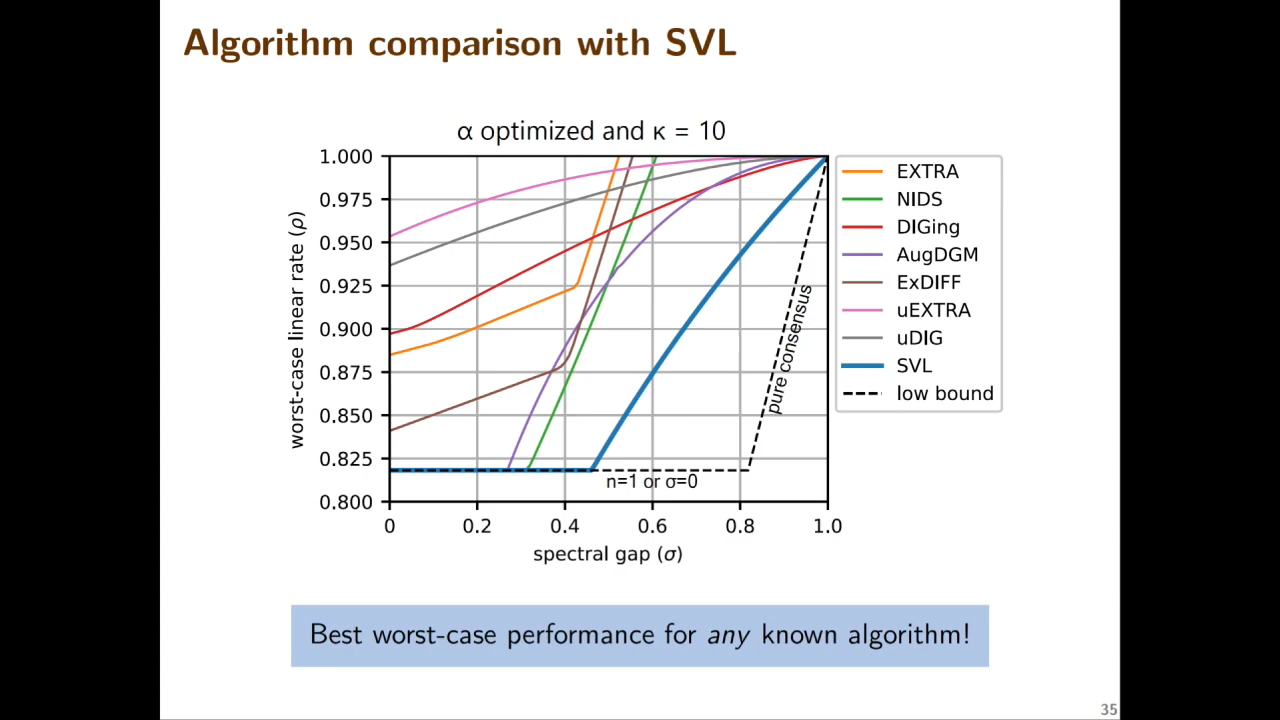 Algorithm comparison with SVL
α optimized and κ = 10
1.000
0.975
0.950
0.925
0.900
0.875
0.850
0.825
0.800
worst-case linear rate (ρ)
0 0.2 0.4 0.6 0.8 1.0
spectral gap (σ)
n=1 or σ=0
pure consensus
EXTRA
NIDS
DIGing
AugDGM
ExDIFF
uEXTRA
uDIG
SVL
low bound
Best worst-case performance for any known algorithm!
35